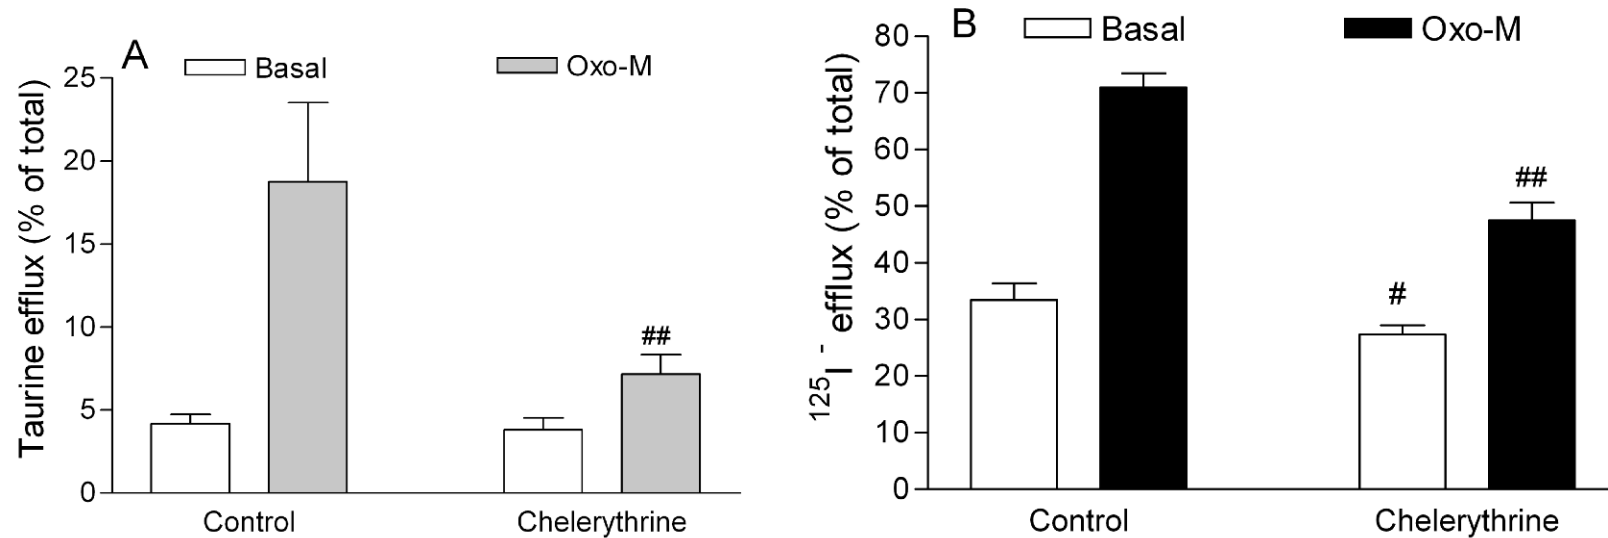 A
Basal
Oxo-M
Taurine efflux (% of total)
25
20
15
10
5
0
##
Control
Chelerythrine
B
Basal
Oxo-M
125I - efflux (% of total)
80
70
60
50
40
30
20
10
0
#
##
Control
Chelerythrine